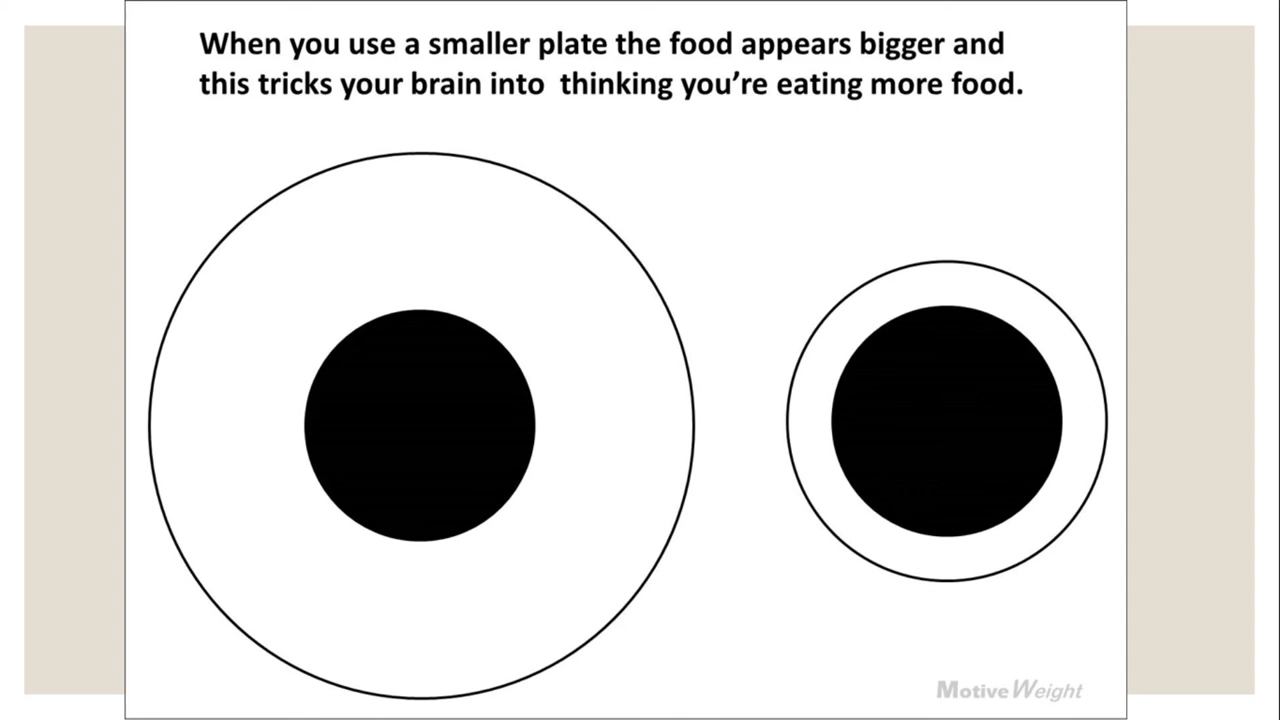 When you use a smaller plate the food appears bigger and
this tricks your brain into  thinking you’re eating more food.
MotiveWeight